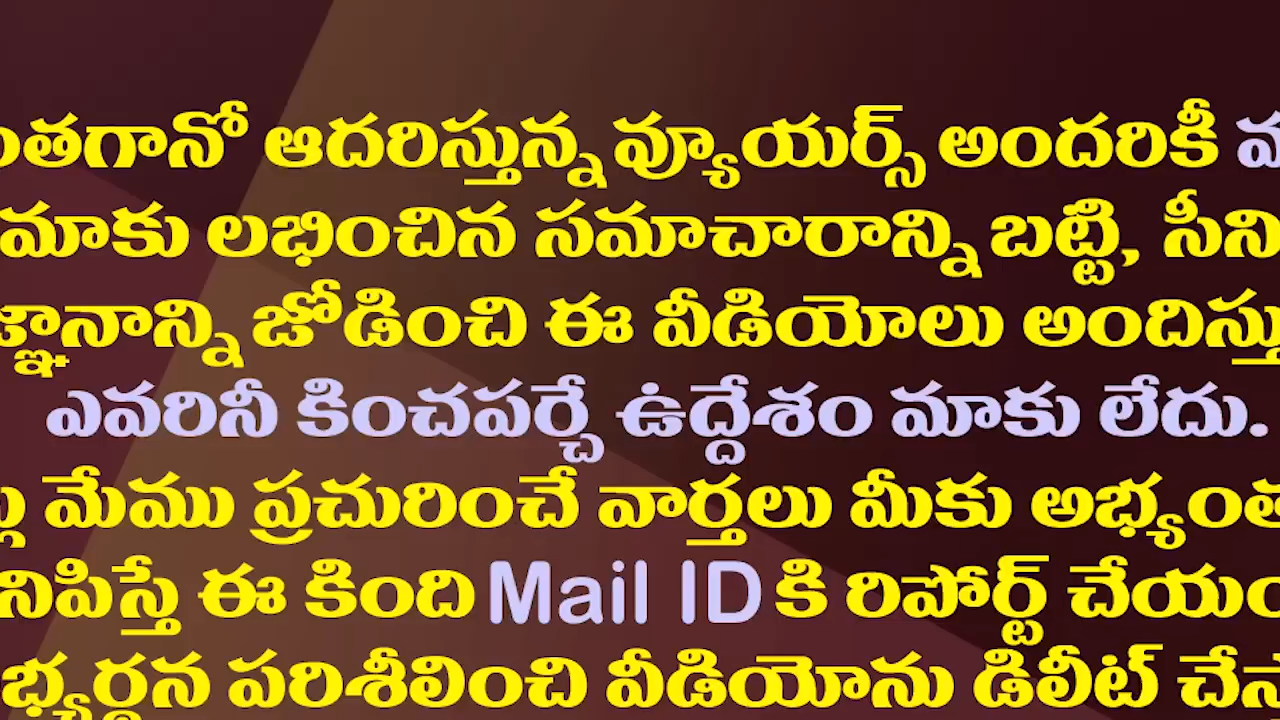 ఆదరిస్తున్న వ్యూయర్స్ అందరికీ
మాకు లభించిన సమాచారాన్ని బట్టి,
జోడించి ఈ వీడియోలు
ఎవరినీ కించపర్చే ఉద్దేశం మాకు లేదు.
మేము ప్రచురించే వార్తలు మీకు
ఈ కింది Mail ID కి రిపోర్ట్
పరిశీలించి వీడియోను డిలీట్